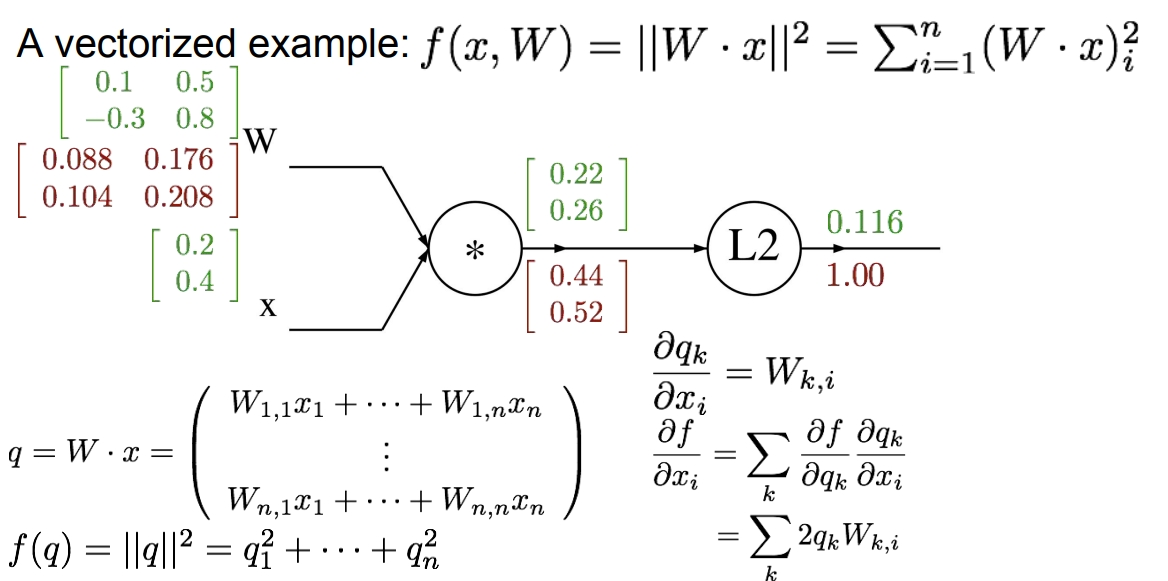 A vectorized example: f(x, W) = ||W · x||² = ∑ⁿᵢ₌₁(W · x)²ᵢ
[ 0.1 0.5
−0.3 0.8 ]
W
[ 0.088 0.176
0.104 0.208 ]
[ 0.2
0.4 ]
x
*
[ 0.22
0.26 ]
[ 0.44
0.52 ]
L2
0.116
1.00
∂qₖ/∂xᵢ = Wₖ,ᵢ
∂f/∂xᵢ = ∑ₖ ∂f/∂qₖ ∂qₖ/∂xᵢ
= ∑ₖ 2qₖWₖ,ᵢ
q = W · x = ( W₁,₁x₁ + ··· + W₁,ₙxₙ
⋮
Wₙ,₁x₁ + ··· + Wₙ,ₙxₙ )
f(q) = ||q||² = q₁² + ··· + qₙ²